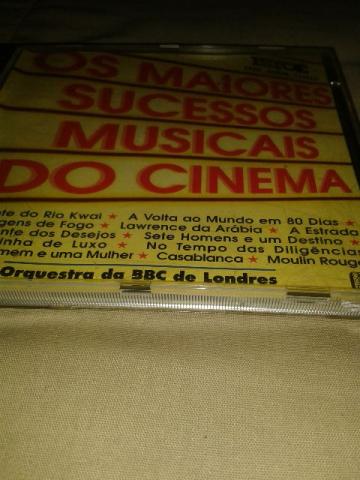 OS MAIORES
SUCESSOS
MUSICAIS
DO CINEMA
te do Rio Kwai ★ A Volta ao Mundo em 80 Dias ★
gens de Fogo ★ Lawrence da Arábia ★ A Estrada
nte dos Desejos ★ Sete Homens e um Destino ★
inha de Luxo ★ No Tempo das Diligências
mem e uma Mulher ★ Casablanca ★ Moulin Rouge
Orquestra da BBC de Londres